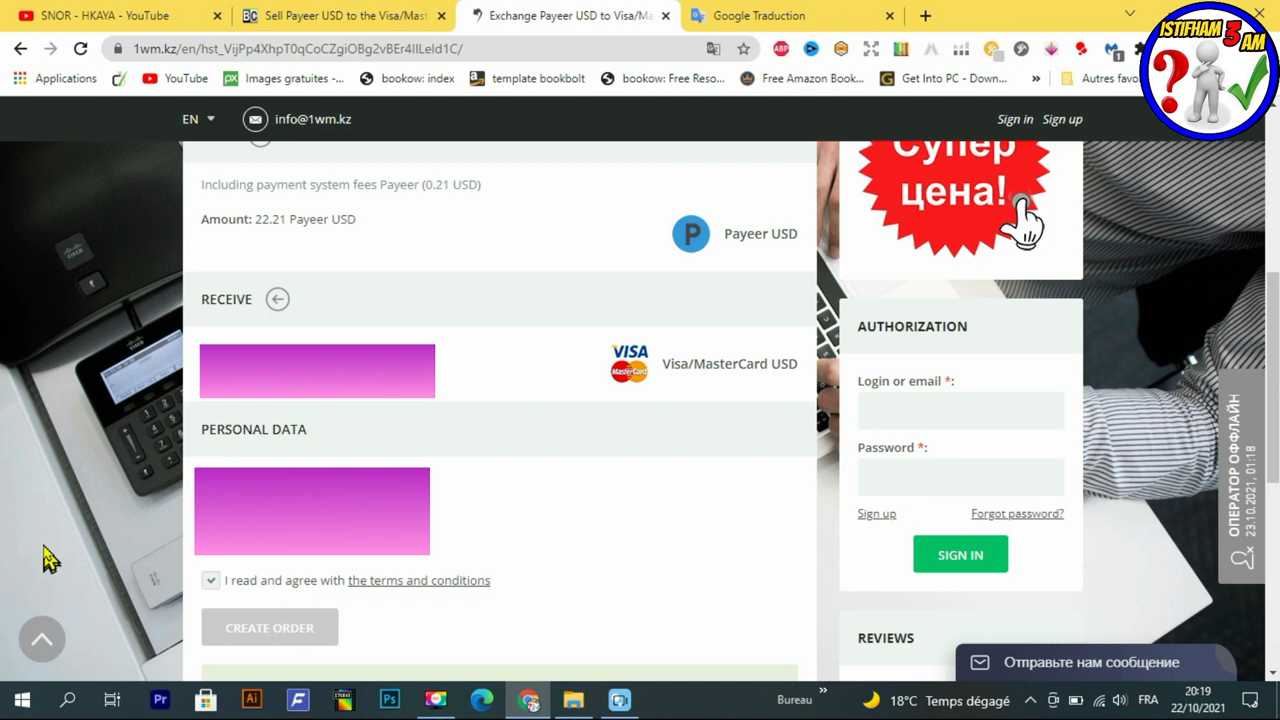 SNOR - HKAYA - YouTube
Sell Payeer USD to the Visa/Mast
Exchange Payeer USD to Visa/Ma
Google Traduction
1wm.kz/en/hst_VijPp4XhpT0qCoCZgiOBg2vBEr4IlLeId1C/
Applications
YouTube
Images gratuites -...
bookow: index
template bookbolt
bookow: Free Reso...
Free Amazon Book...
Get Into PC - Down...
»
Autres favo
ISTIFHAM 3 AM
EN
info@1wm.kz
Sign in
Sign up
Супер
цена!
Including payment system fees Payeer (0.21 USD)
Amount: 22.21 Payeer USD
Payeer USD
RECEIVE
VISA
MasterCard
Visa/MasterCard USD
PERSONAL DATA
I read and agree with the terms and conditions
CREATE ORDER
AUTHORIZATION
Login or email *:
Password *:
Sign up
Forgot password?
SIGN IN
REVIEWS
ОПЕРАТОР ОФФЛАЙН
23.10.2021, 01:18
Отправьте нам сообщение
Bureau
»
18°C Temps dégagé
FRA
20:19
22/10/2021